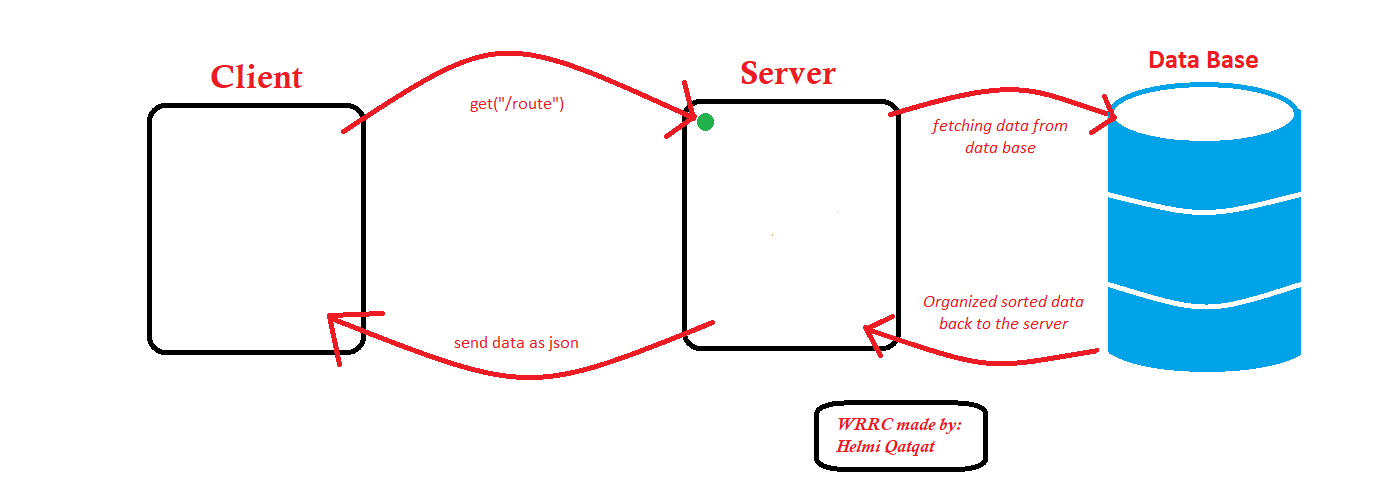 Client
Server
Data Base
get("/route")
fetching data from
data base
send data as json
Organized sorted data
back to the server
WRRC made by:
Helmi Qatqat